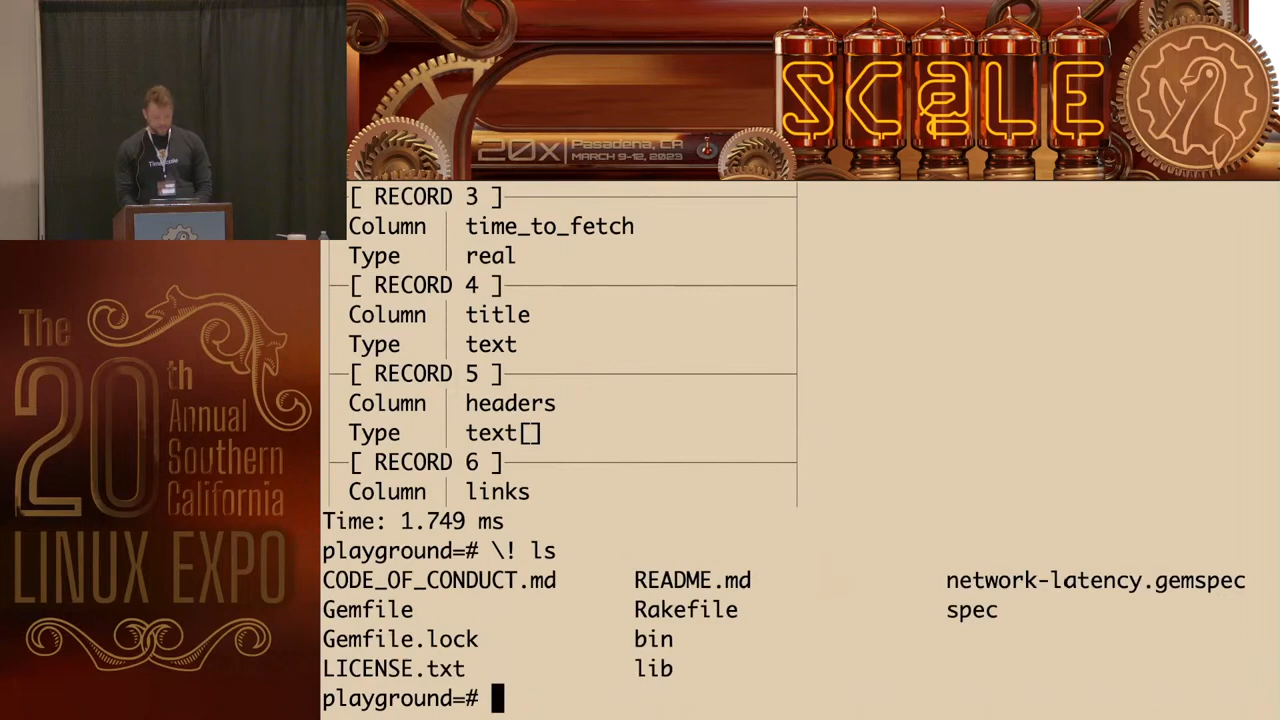 SCaLE
20x
Pasadena, CA
MARCH 9-12, 2023
The
20th
Annual
Southern
California
LINUX EXPO
[ RECORD 3 ]
Column time_to_fetch
Type real
[ RECORD 4 ]
Column title
Type text
[ RECORD 5 ]
Column headers
Type text[]
[ RECORD 6 ]
Column links
Time: 1.749 ms
playground=# \! ls
CODE_OF_CONDUCT.md README.md network-latency.gemspec
Gemfile Rakefile spec
Gemfile.lock bin
LICENSE.txt lib
playground=#